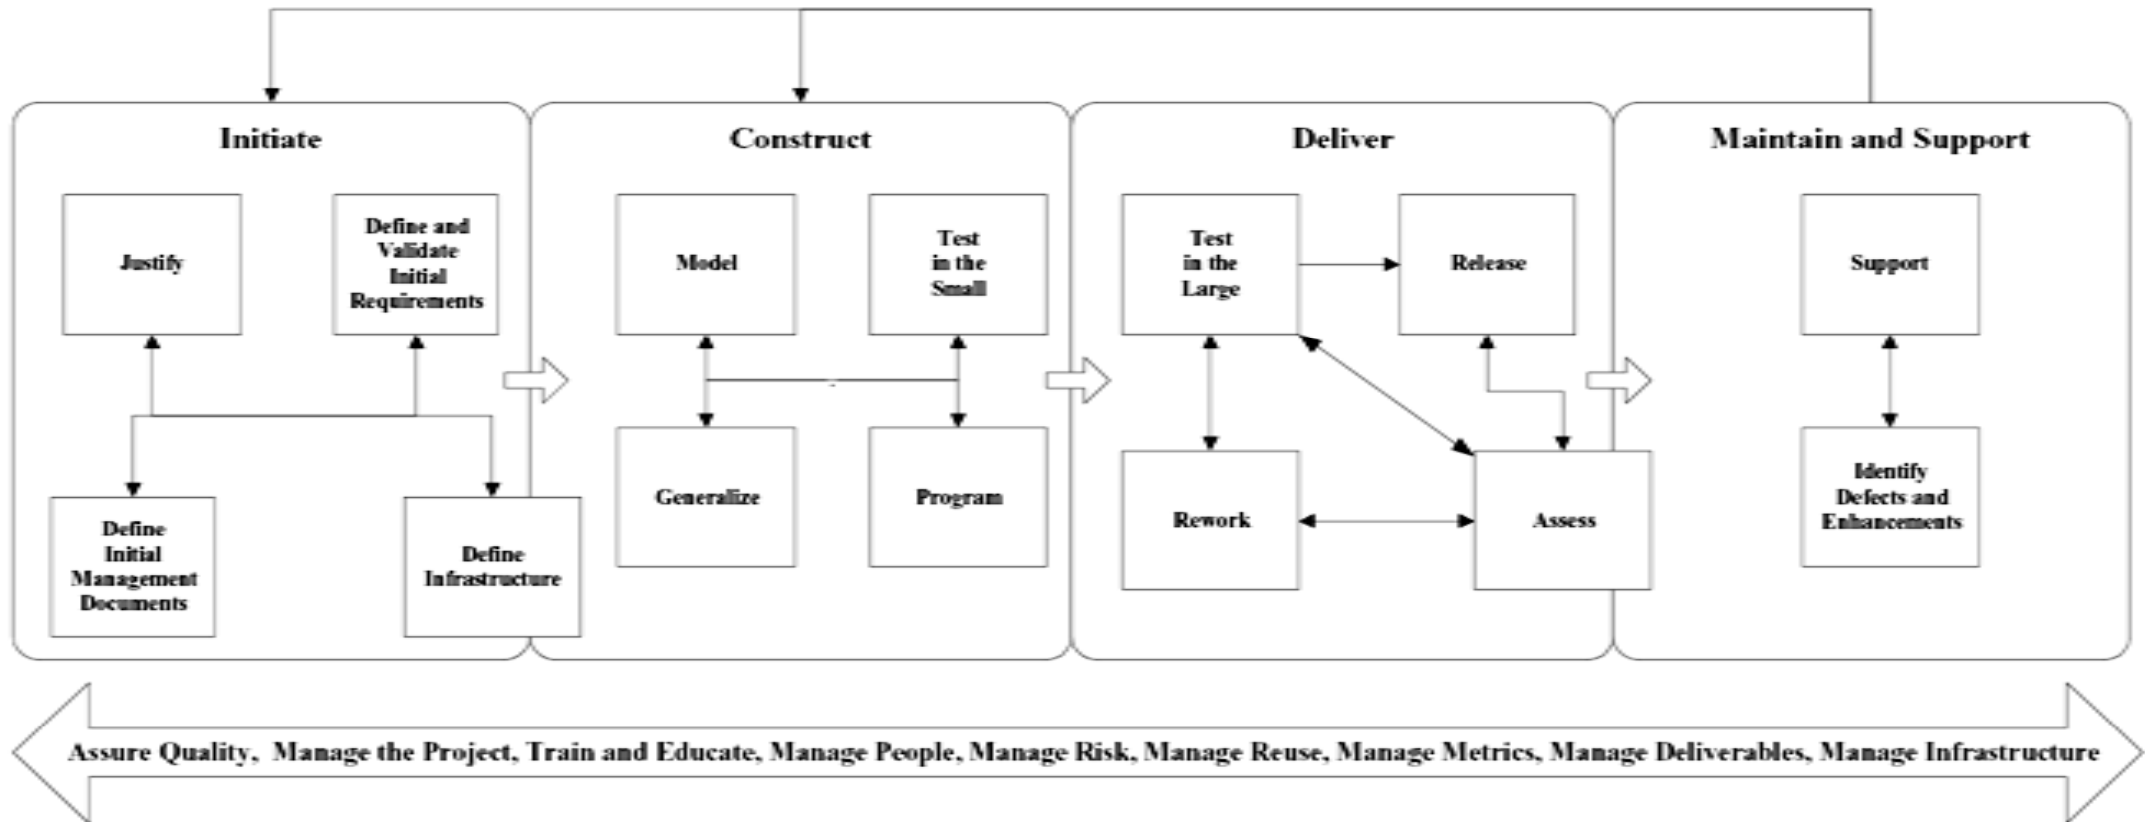 Initiate
Construct
Deliver
Maintain and Support
Justify
Define and
Validate
Initial
Requirements
Define
Initial
Management
Documents
Define
Infrastructure
Model
Test
in the
Small
Generalize
Program
Test
in the
Large
Release
Rework
Assess
Support
Identify
Defects and
Enhancements
Assure Quality, Manage the Project, Train and Educate, Manage People, Manage Risk, Manage Reuse, Manage Metrics, Manage Deliverables, Manage Infrastructure